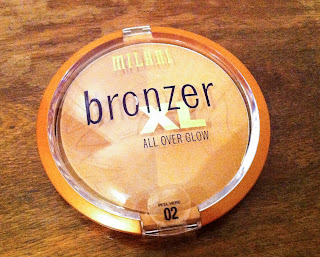 MILANI
bronzer
XL
ALL OVER GLOW
02